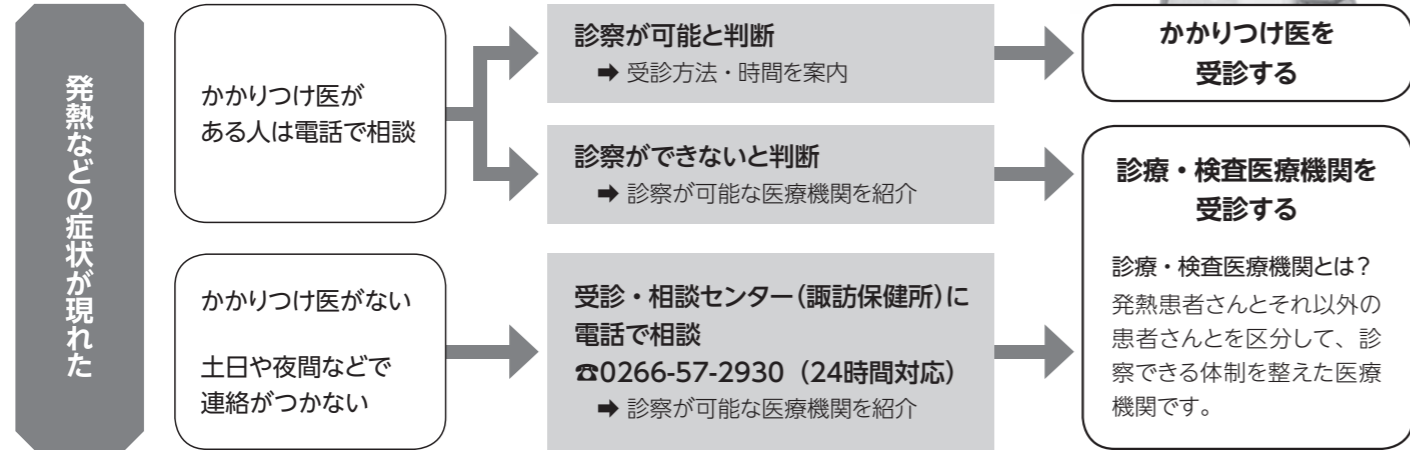 発熱などの症状が現れた
かかりつけ医が
ある人は電話で相談
診察が可能と判断
➡ 受診方法・時間を案内
かかりつけ医を
受診する
診察ができないと判断
➡ 診察が可能な医療機関を紹介
かかりつけ医がない
土日や夜間などで
連絡がつかない
受診・相談センター(諏訪保健所)に
電話で相談
☎0266-57-2930(24時間対応)
➡ 診察が可能な医療機関を紹介
診療・検査医療機関を
受診する
診療・検査医療機関とは?
発熱患者さんとそれ以外の
患者さんとを区分して、診
察できる体制を整えた医療
機関です。